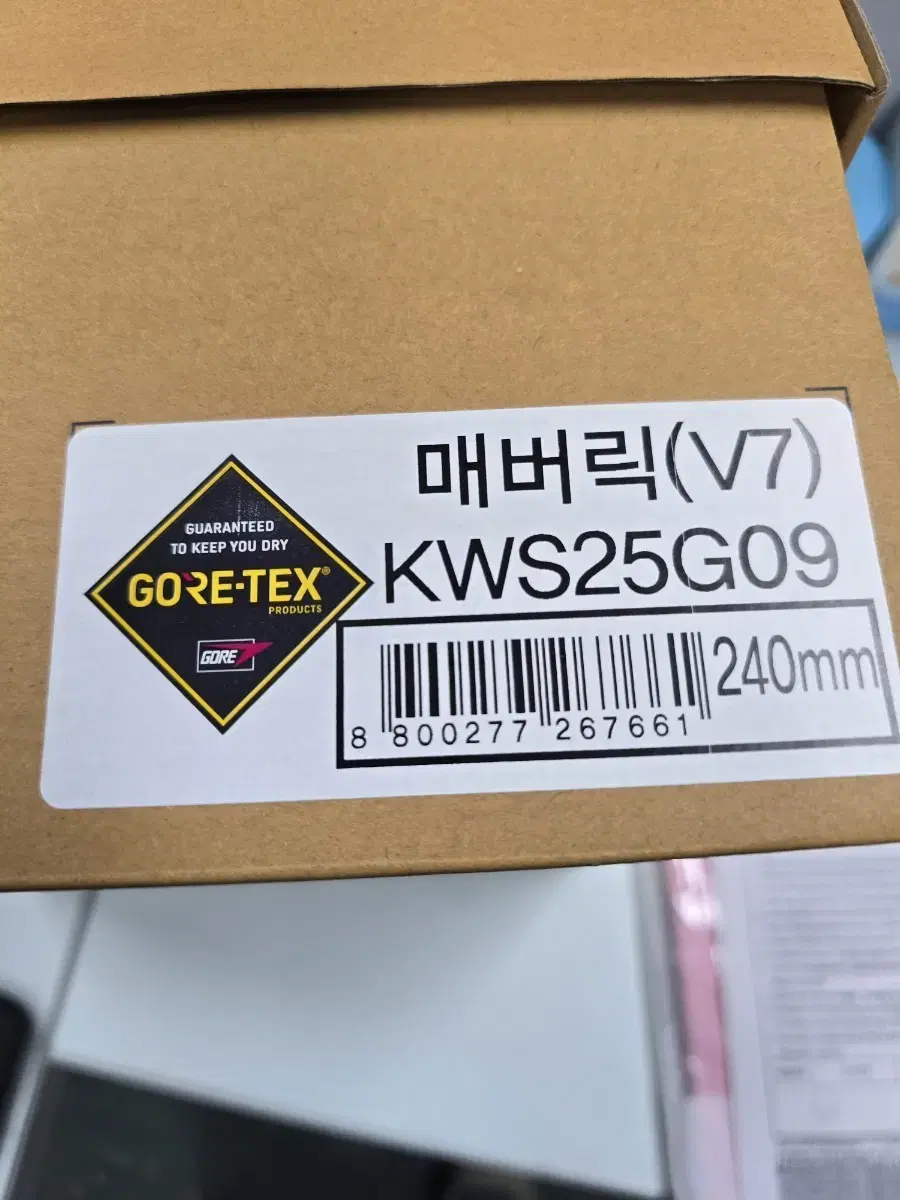 매버릭(V7)
KWS25G09
GUARANTEED
TO KEEP YOU DRY
GORE-TEX®
PRODUCTS
GORE
240mm
8 800277 267661